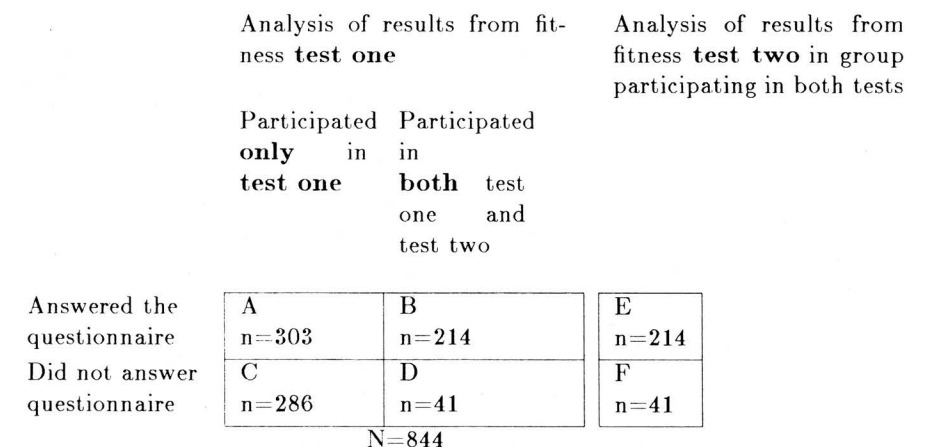 Analysis of results from fit-
ness test one
Analysis of results from
fitness test two in group
participating in both tests
Participated
only in
test one
Participated
in
both test
one and
test two
Answered the
questionnaire
A
n=303
B
n=214
E
n=214
Did not answer
questionnaire
C
n=286
D
n=41
F
n=41
N=844